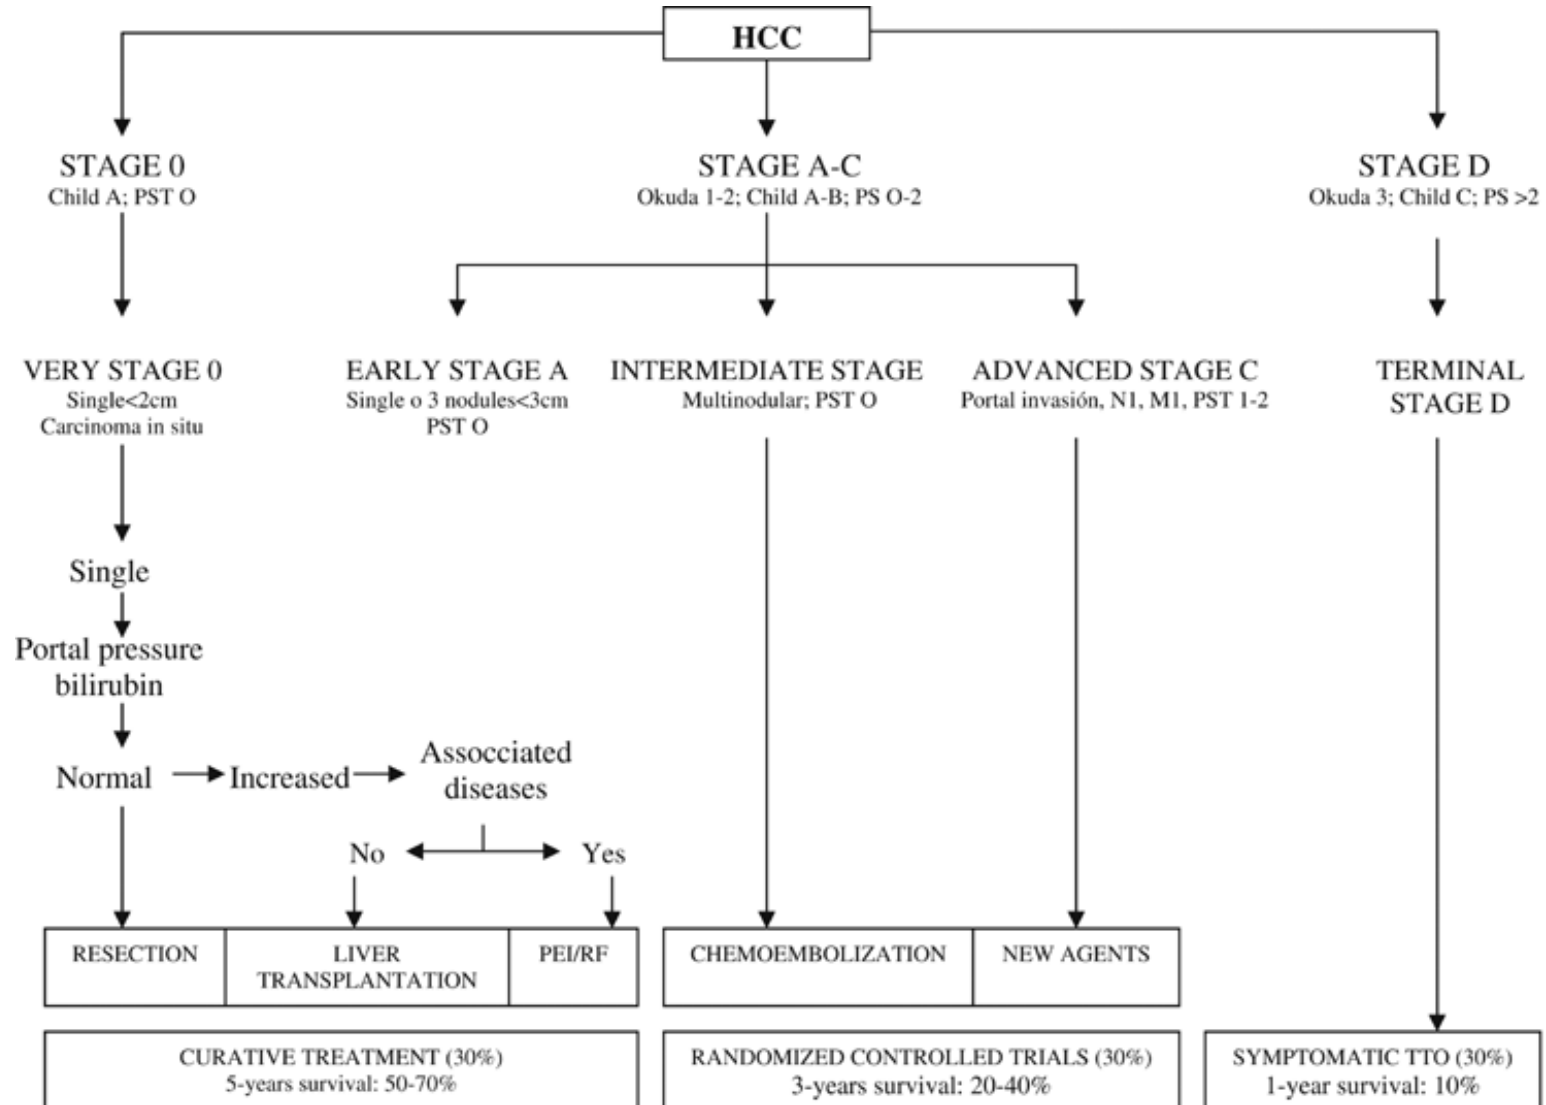 HCC
STAGE 0
Child A; PST O
STAGE A-C
Okuda 1-2; Child A-B; PS O-2
STAGE D
Okuda 3; Child C; PS >2
VERY STAGE 0
Single<2cm
Carcinoma in situ
EARLY STAGE A
Single o 3 nodules<3cm
PST O
INTERMEDIATE STAGE
Multinodular; PST O
ADVANCED STAGE C
Portal invasión, N1, M1, PST 1-2
TERMINAL
STAGE D
Single
Portal pressure
bilirubin
Normal
Increased
Assocciated
diseases
No
Yes
RESECTION
LIVER
TRANSPLANTATION
PEI/RF
CHEMOEMBOLIZATION
NEW AGENTS
CURATIVE TREATMENT (30%)
5-years survival: 50-70%
RANDOMIZED CONTROLLED TRIALS (30%)
3-years survival: 20-40%
SYMPTOMATIC TTO (30%)
1-year survival: 10%